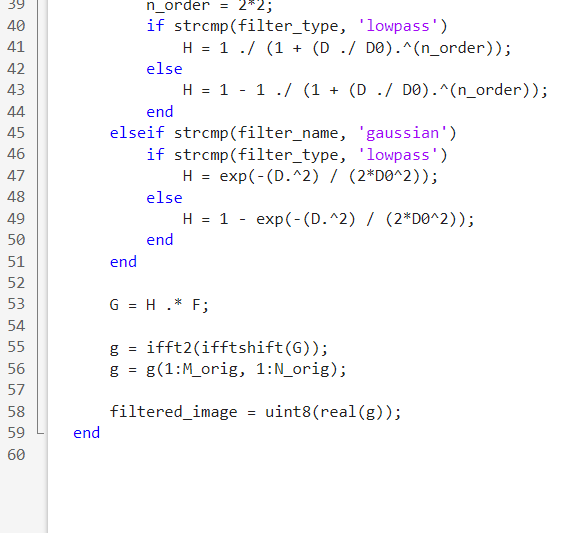 39 n_order = 2*2;
40 if strcmp(filter_type, 'lowpass')
41 H = 1 ./ (1 + (D ./ D0).^(n_order));
42 else
43 H = 1 - 1 ./ (1 + (D ./ D0).^(n_order));
44 end
45 elseif strcmp(filter_name, 'gaussian')
46 if strcmp(filter_type, 'lowpass')
47 H = exp(-(D.^2) / (2*D0^2));
48 else
49 H = 1 - exp(-(D.^2) / (2*D0^2));
50 end
51 end
52
53 G = H .* F;
54
55 g = ifft2(ifftshift(G));
56 g = g(1:M_orig, 1:N_orig);
57
58 filtered_image = uint8(real(g));
59 end
60